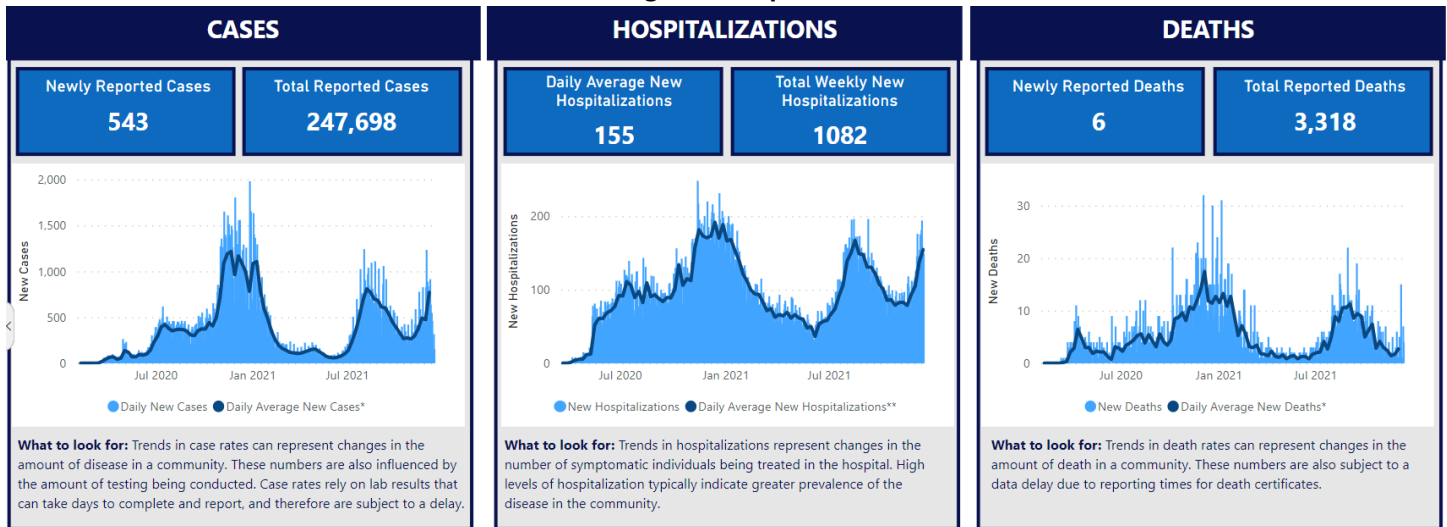 CASES
Newly Reported Cases
543
Total Reported Cases
247,698
2,000
1,500
1,000
500
0
New Cases
Jul 2020
Jan 2021
Jul 2021
Daily New Cases
Daily Average New Cases*
What to look for: Trends in case rates can represent changes in the
amount of disease in a community. These numbers are also influenced by
the amount of testing being conducted. Case rates rely on lab results that
can take days to complete and report, and therefore are subject to a delay.
HOSPITALIZATIONS
Daily Average New
Hospitalizations
155
Total Weekly New
Hospitalizations
1082
200
100
0
New Hospitalizations
Jul 2020
Jan 2021
Jul 2021
New Hospitalizations
Daily Average New Hospitalizations**
What to look for: Trends in hospitalizations represent changes in the
number of symptomatic individuals being treated in the hospital. High
levels of hospitalization typically indicate greater prevalence of the
disease in the community.
DEATHS
Newly Reported Deaths
6
Total Reported Deaths
3,318
30
20
10
0
New Deaths
Jul 2020
Jan 2021
Jul 2021
New Deaths
Daily Average New Deaths*
What to look for: Trends in death rates can represent changes in the
amount of death in a community. These numbers are also subject to a
data delay due to reporting times for death certificates.